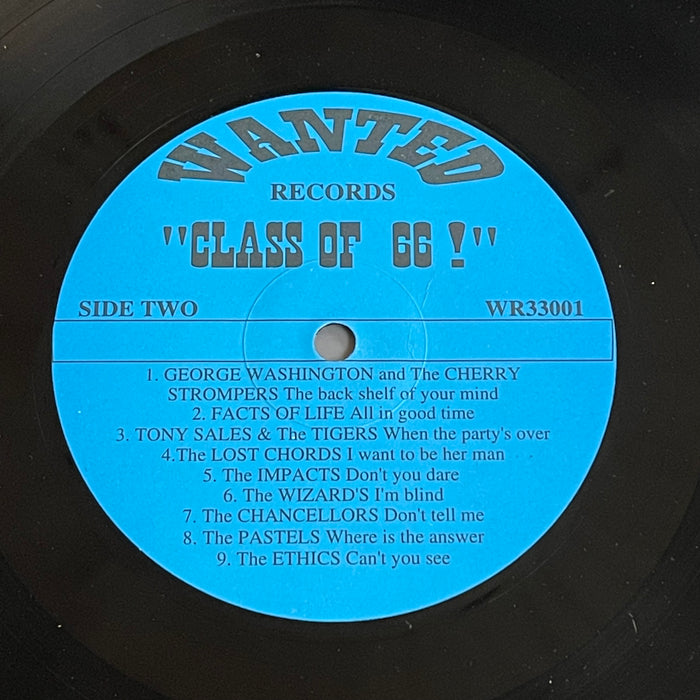 WANTED
RECORDS
"CLASS OF 66 !"
SIDE TWO WR33001
1. GEORGE WASHINGTON and The CHERRY
STROMPERS The back shelf of your mind
2. FACTS OF LIFE All in good time
3. TONY SALES & The TIGERS When the party's over
4.The LOST CHORDS I want to be her man
5. The IMPACTS Don't you dare
6. The WIZARD'S I'm blind
7. The CHANCELLORS Don't tell me
8. The PASTELS Where is the answer
9. The ETHICS Can't you see